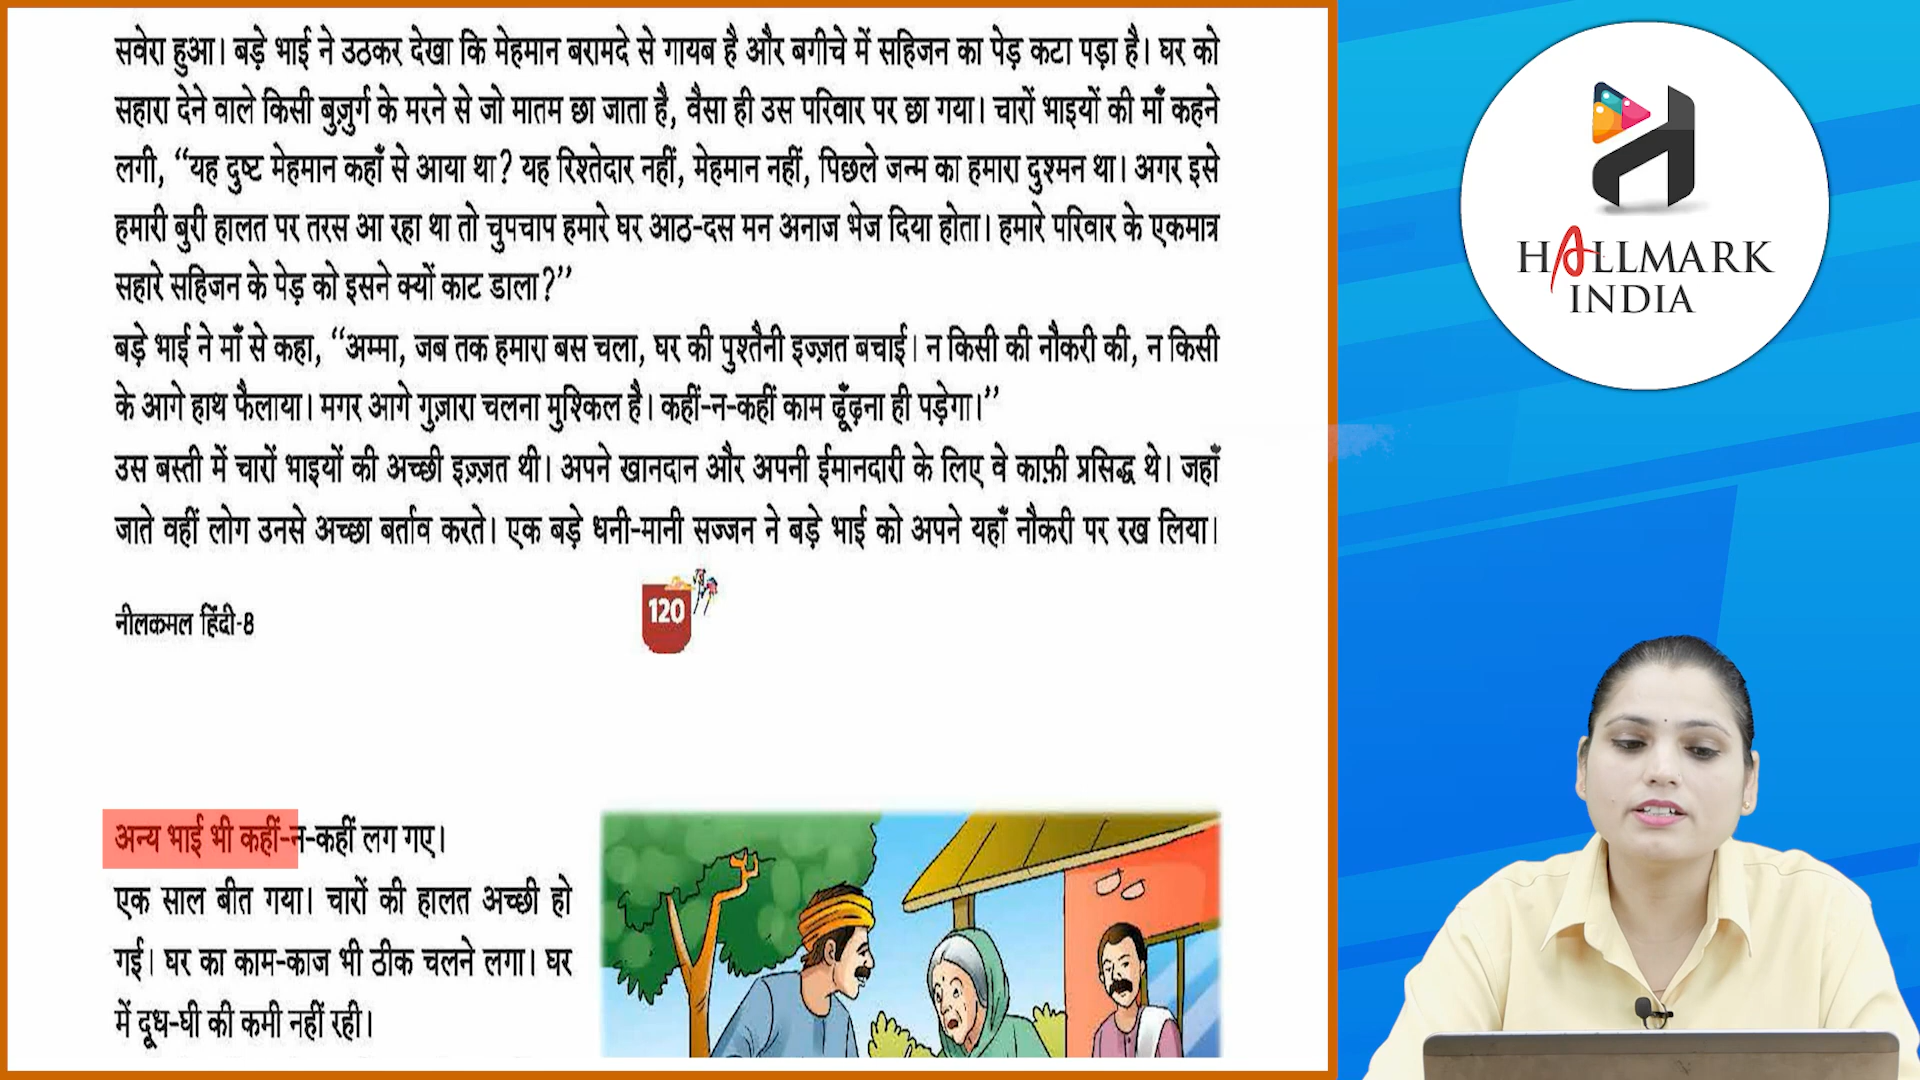 सवेरा हुआ। बड़े भाई ने उठकर देखा कि मेहमान बरामदे से गायब है और बगीचे में सहिजन का पेड़ कटा पड़ा है। घर को
सहारा देने वाले किसी बुज़ुर्ग के मरने से जो मातम छा जाता है, वैसा ही उस परिवार पर छा गया। चारों भाइयों की माँ कहने
लगी, “यह दुष्ट मेहमान कहाँ से आया था? यह रिश्तेदार नहीं, मेहमान नहीं, पिछले जन्म का हमारा दुश्मन था। अगर इसे
हमारी बुरी हालत पर तरस आ रहा था तो चुपचाप हमारे घर आठ-दस मन अनाज भेज दिया होता। हमारे परिवार के एकमात्र
सहारे सहिजन के पेड़ को इसने क्यों काट डाला?”
बड़े भाई ने माँ से कहा, “अम्मा, जब तक हमारा बस चला, घर की पुश्तैनी इज्ज़त बचाई। न किसी की नौकरी की, न किसी
के आगे हाथ फैलाया। मगर आगे गुज़ारा चलना मुश्किल है। कहीं-न-कहीं काम ढूँढ़ना ही पड़ेगा।”
उस बस्ती में चारों भाइयों की अच्छी इज़्ज़त थी। अपने खानदान और अपनी ईमानदारी के लिए वे काफ़ी प्रसिद्ध थे। जहाँ
जाते वहीं लोग उनसे अच्छा बर्ताव करते। एक बड़े धनी-मानी सज्जन ने बड़े भाई को अपने यहाँ नौकरी पर रख लिया।
नीलकमल हिंदी-8
120
अन्य भाई भी कहीं-न-कहीं लग गए।
एक साल बीत गया। चारों की हालत अच्छी हो
गई। घर का काम-काज भी ठीक चलने लगा। घर
में दूध-घी की कमी नहीं रही।
HALLMARK
INDIA